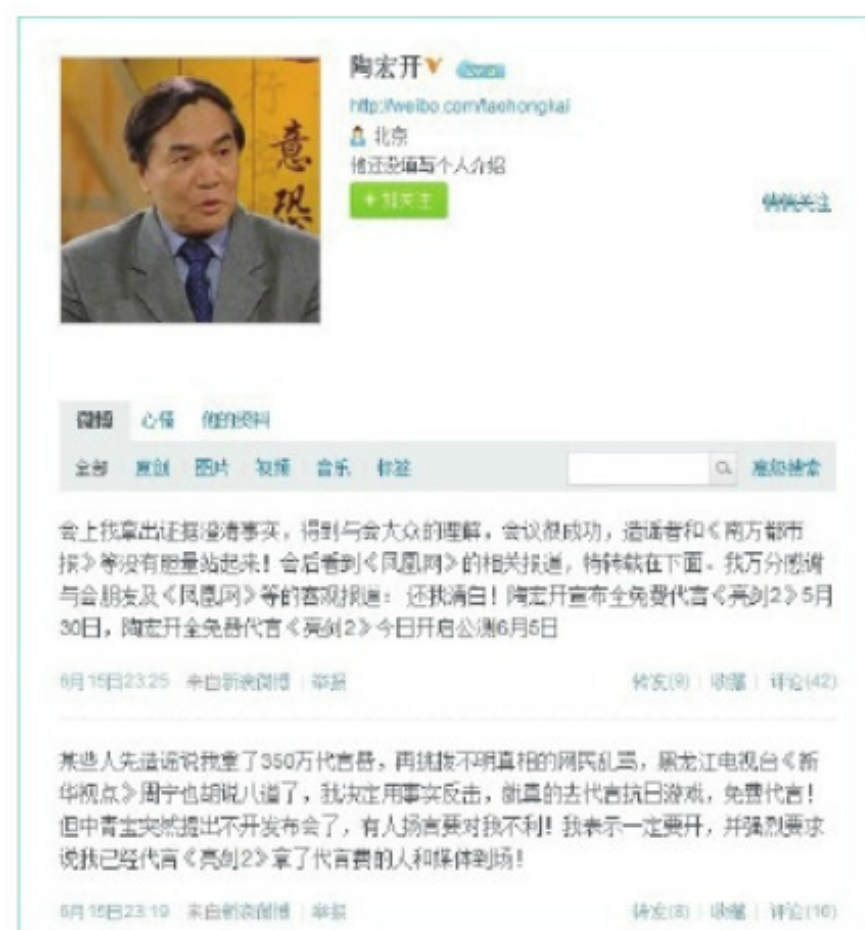 陶宏开
http://weibo.com/taohongkai
北京
他还没填写个人介绍
+ 加关注
悄悄关注
行
意
恐
微博 心情 他的资料
全部 原创 图片 视频 音乐 标签 高级搜索
会上我拿出证据澄清事实，得到与会大众的理解，会议很成功，造谣者和《南方都市
报》等没有胆量站起来！会后看到《凤凰网》的相关报道，特转载在下面。我万分感谢
与会朋友及《凤凰网》等的客观报道： 还我清白！陶宏开宣布全免费代言《亮剑2》5月
30日，陶宏开全免费代言《亮剑2》今日开启公测6月5日
6月15日23:25 来自新浪微博 | 举报 转发(9) | 收藏 | 评论(42)
某些人先造谣说我拿了350万代言费，再挑拨不明真相的网民乱骂，黑龙江电视台《新
华视点》周宁也胡说八道了，我决定用事实反击，就真的去代言抗日游戏，免费代言！
但中青宝突然提出不开发布会了，有人扬言要对我不利！我表示一定要开，并强烈要求
说我已经代言《亮剑2》拿了代言费的人和媒体到场！
6月15日23:19 来自新浪微博 | 举报 转发(8) | 收藏 | 评论(16)